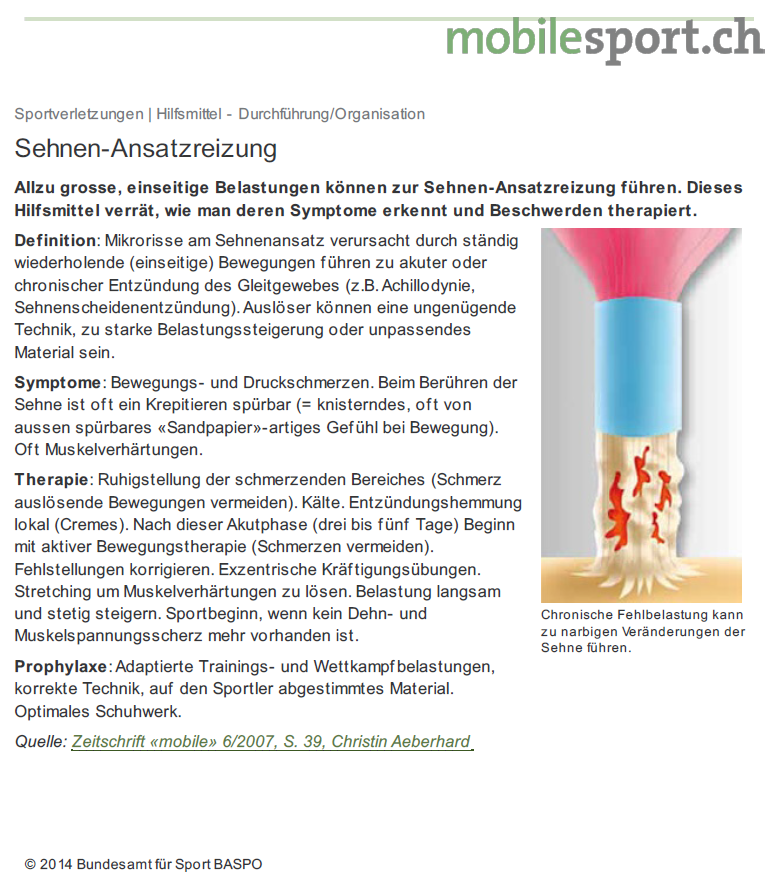 mobilesport.ch
Sportverletzungen | Hilfsmittel - Durchführung/Organisation
Sehnen-Ansatzreizung
Allzu grosse, einseitige Belastungen können zur Sehnen-Ansatzreizung führen. Dieses
Hilfsmittel verrät, wie man deren Symptome erkennt und Beschwerden therapiert.
Definition: Mikrorisse am Sehnenansatz verursacht durch ständig
wiederholende (einseitige) Bewegungen führen zu akuter oder
chronischer Entzündung des Gleitgewebes (z.B. Achillodynie,
Sehnenscheidenentzündung). Auslöser können eine ungenügende
Technik, zu starke Belastungssteigerung oder unpassendes
Material sein.
Symptome: Bewegungs- und Druckschmerzen. Beim Berühren der
Sehne ist oft ein Krepitieren spürbar (= knisterndes, oft von
aussen spürbares «Sandpapier»-artiges Gefühl bei Bewegung).
Oft Muskelverhärtungen.
Therapie: Ruhigstellung der schmerzenden Bereiches (Schmerz
auslösende Bewegungen vermeiden). Kälte. Entzündungshemmung
lokal (Cremes). Nach dieser Akutphase (drei bis fünf Tage) Beginn
mit aktiver Bewegungstherapie (Schmerzen vermeiden).
Fehlstellungen korrigieren. Exzentrische Kräftigungsübungen.
Stretching um Muskelverhärtungen zu lösen. Belastung langsam
und stetig steigern. Sportbeginn, wenn kein Dehn- und
Muskelspannungsscherz mehr vorhanden ist.
Prophylaxe: Adaptierte Trainings- und Wettkampfbelastungen,
korrekte Technik, auf den Sportler abgestimmtes Material.
Optimales Schuhwerk.
Quelle: Zeitschrift «mobile» 6/2007, S. 39, Christin Aeberhard
Chronische Fehlbelastung kann
zu narbigen Veränderungen der
Sehne führen.
© 2014 Bundesamt für Sport BASPO